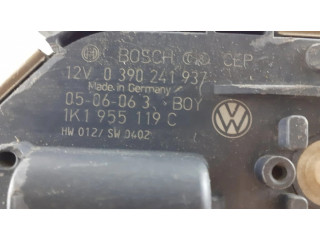 BOSCH CEP
12V 0 390 241 937
Made in Germany
05-06-06 3 BOY
1K1 955 119 C
HW 012/ SW 0402
VW